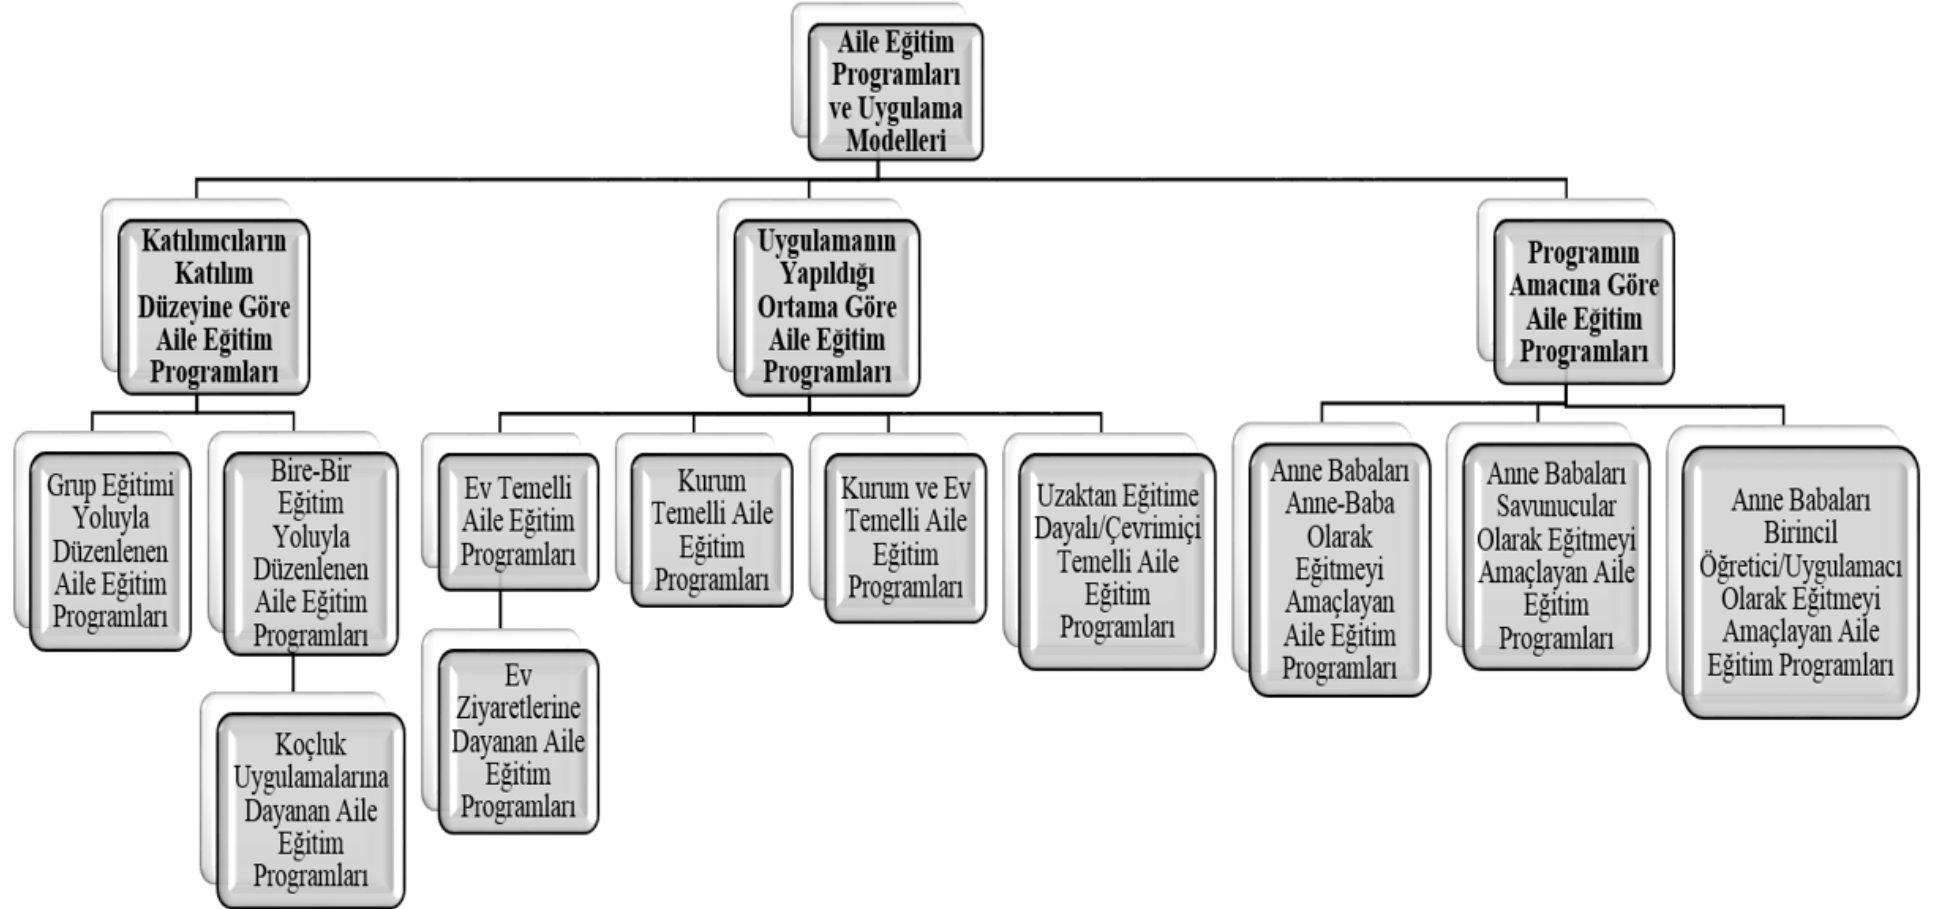 Aile Eğitim
Programları
ve Uygulama
Modelleri
Katılımcıların
Katılım
Düzeyine Göre
Aile Eğitim
Programları
Uygulamanın
Yapıldığı
Ortama Göre
Aile Eğitim
Programları
Programın
Amacına Göre
Aile Eğitim
Programları
Grup Eğitimi
Yoluyla
Düzenlenen
Aile Eğitim
Programları
Bire-Bir
Eğitim
Yoluyla
Düzenlenen
Aile Eğitim
Programları
Ev Temelli
Aile Eğitim
Programları
Kurum
Temelli Aile
Eğitim
Programları
Kurum ve Ev
Temelli Aile
Eğitim
Programları
Uzaktan Eğitime
Dayalı/Çevrimiçi
Temelli Aile
Eğitim
Programları
Anne Babaları
Anne-Baba
Olarak
Eğitmeyi
Amaçlayan
Aile Eğitim
Programları
Anne Babaları
Savunucular
Olarak Eğitmeyi
Amaçlayan Aile
Eğitim
Programları
Anne Babaları
Birincil
Öğretici/Uygulamacı
Olarak Eğitmeyi
Amaçlayan Aile
Eğitim Programları
Koçluk
Uygulamalarına
Dayanan Aile
Eğitim
Programları
Ev
Ziyaretlerine
Dayanan Aile
Eğitim
Programları